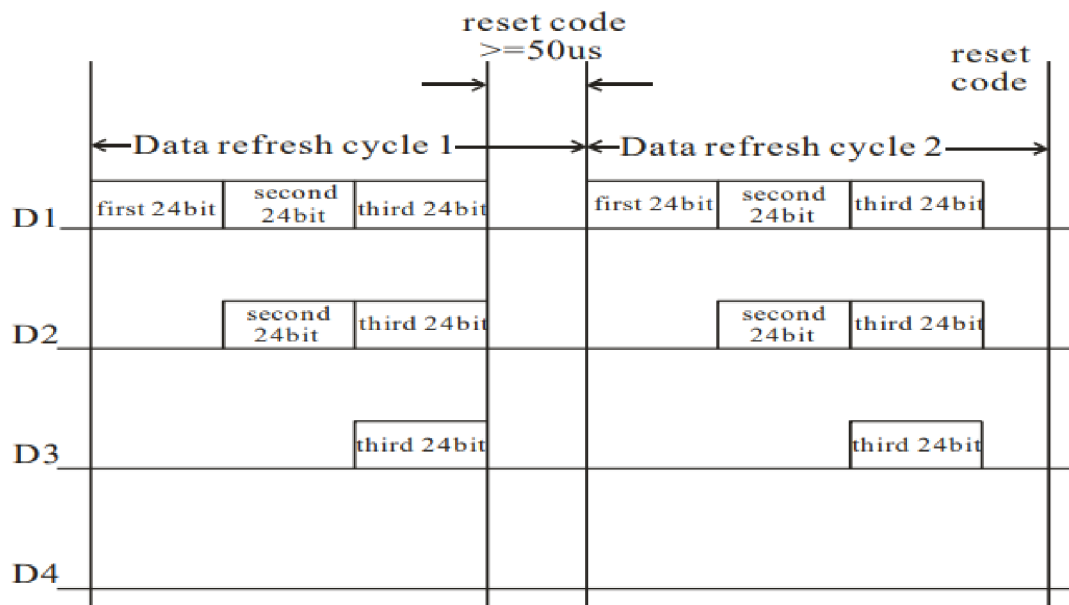 reset code
>=50us
reset
code
Data refresh cycle 1
Data refresh cycle 2
D1
first 24bit
second
24bit
third 24bit
first 24bit
second
24bit
third 24bit
D2
second
24bit
third 24bit
second
24bit
third 24bit
D3
third 24bit
third 24bit
D4